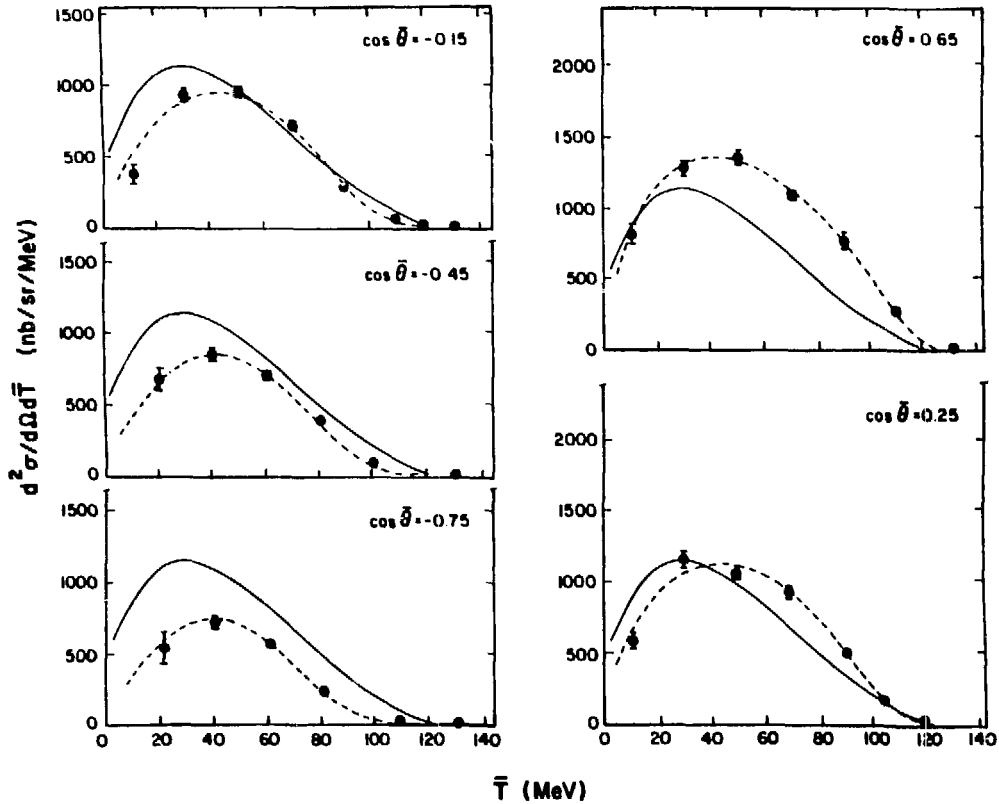 1500
1000
500
0
cos θ̄ = -0.15
1500
1000
500
0
cos θ̄ = -0.45
1500
1000
500
0
cos θ̄ = -0.75
0 20 40 60 80 100 120 140
2000
1500
1000
500
0
cos θ̄ = 0.65
2000
1500
1000
500
0
cos θ̄ = 0.25
0 20 40 60 80 100 120 140
d²σ/dΩdT̄ (nb/sr/MeV)
T̄ (MeV)